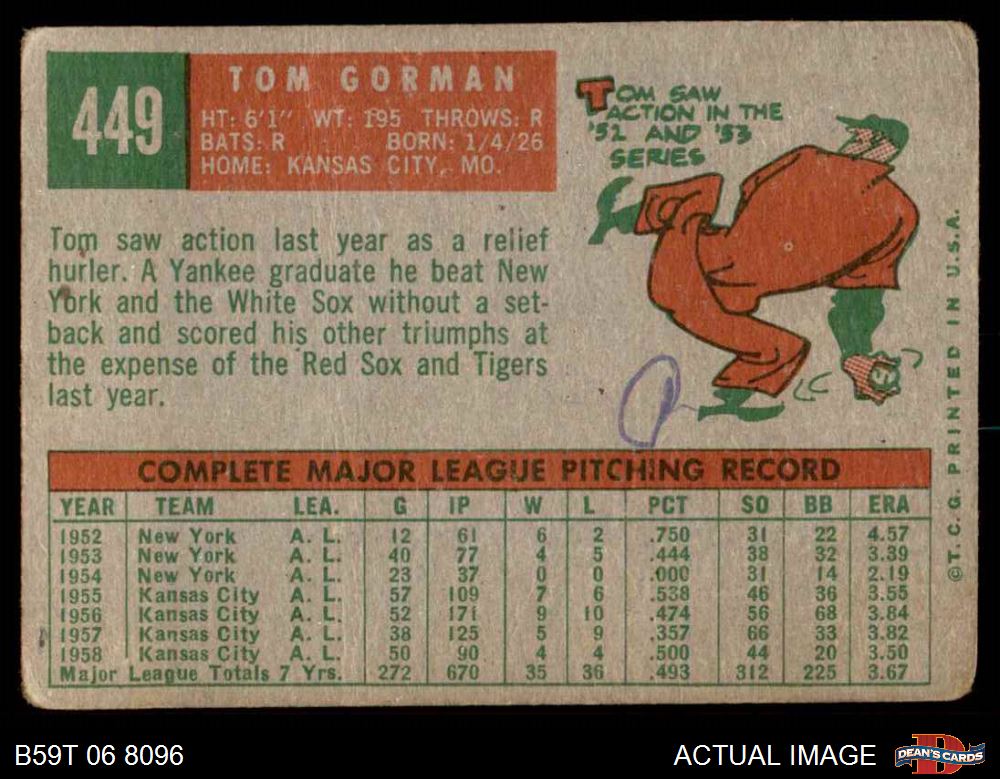 449
TOM GORMAN
HT: 6'1" WT: 195 THROWS: R
BATS: R BORN: 1/4/26
HOME: KANSAS CITY, MO.
TOM SAW
ACTION IN THE
'52 AND '53
SERIES
Tom saw action last year as a relief
hurler. A Yankee graduate he beat New
York and the White Sox without a set-
back and scored his other triumphs at
the expense of the Red Sox and Tigers
last year.
COMPLETE MAJOR LEAGUE PITCHING RECORD
YEAR TEAM LEA. G IP W L PCT SO BB ERA
1952 New York A. L. 12 61 6 2 .750 31 22 4.57
1953 New York A. L. 40 77 4 5 .444 38 32 3.39
1954 New York A. L. 23 37 0 0 .000 31 14 2.19
1955 Kansas City A. L. 57 109 7 6 .538 46 36 3.55
1956 Kansas City A. L. 52 171 9 10 .474 56 68 3.84
1957 Kansas City A. L. 38 125 5 9 .357 66 33 3.82
1958 Kansas City A. L. 50 90 4 4 .500 44 20 3.50
Major League Totals 7 Yrs. 272 670 35 36 .493 312 225 3.67
©T. C. G. PRINTED IN U.S.A.
B59T 06 8096
ACTUAL IMAGE
DEAN'S CARDS